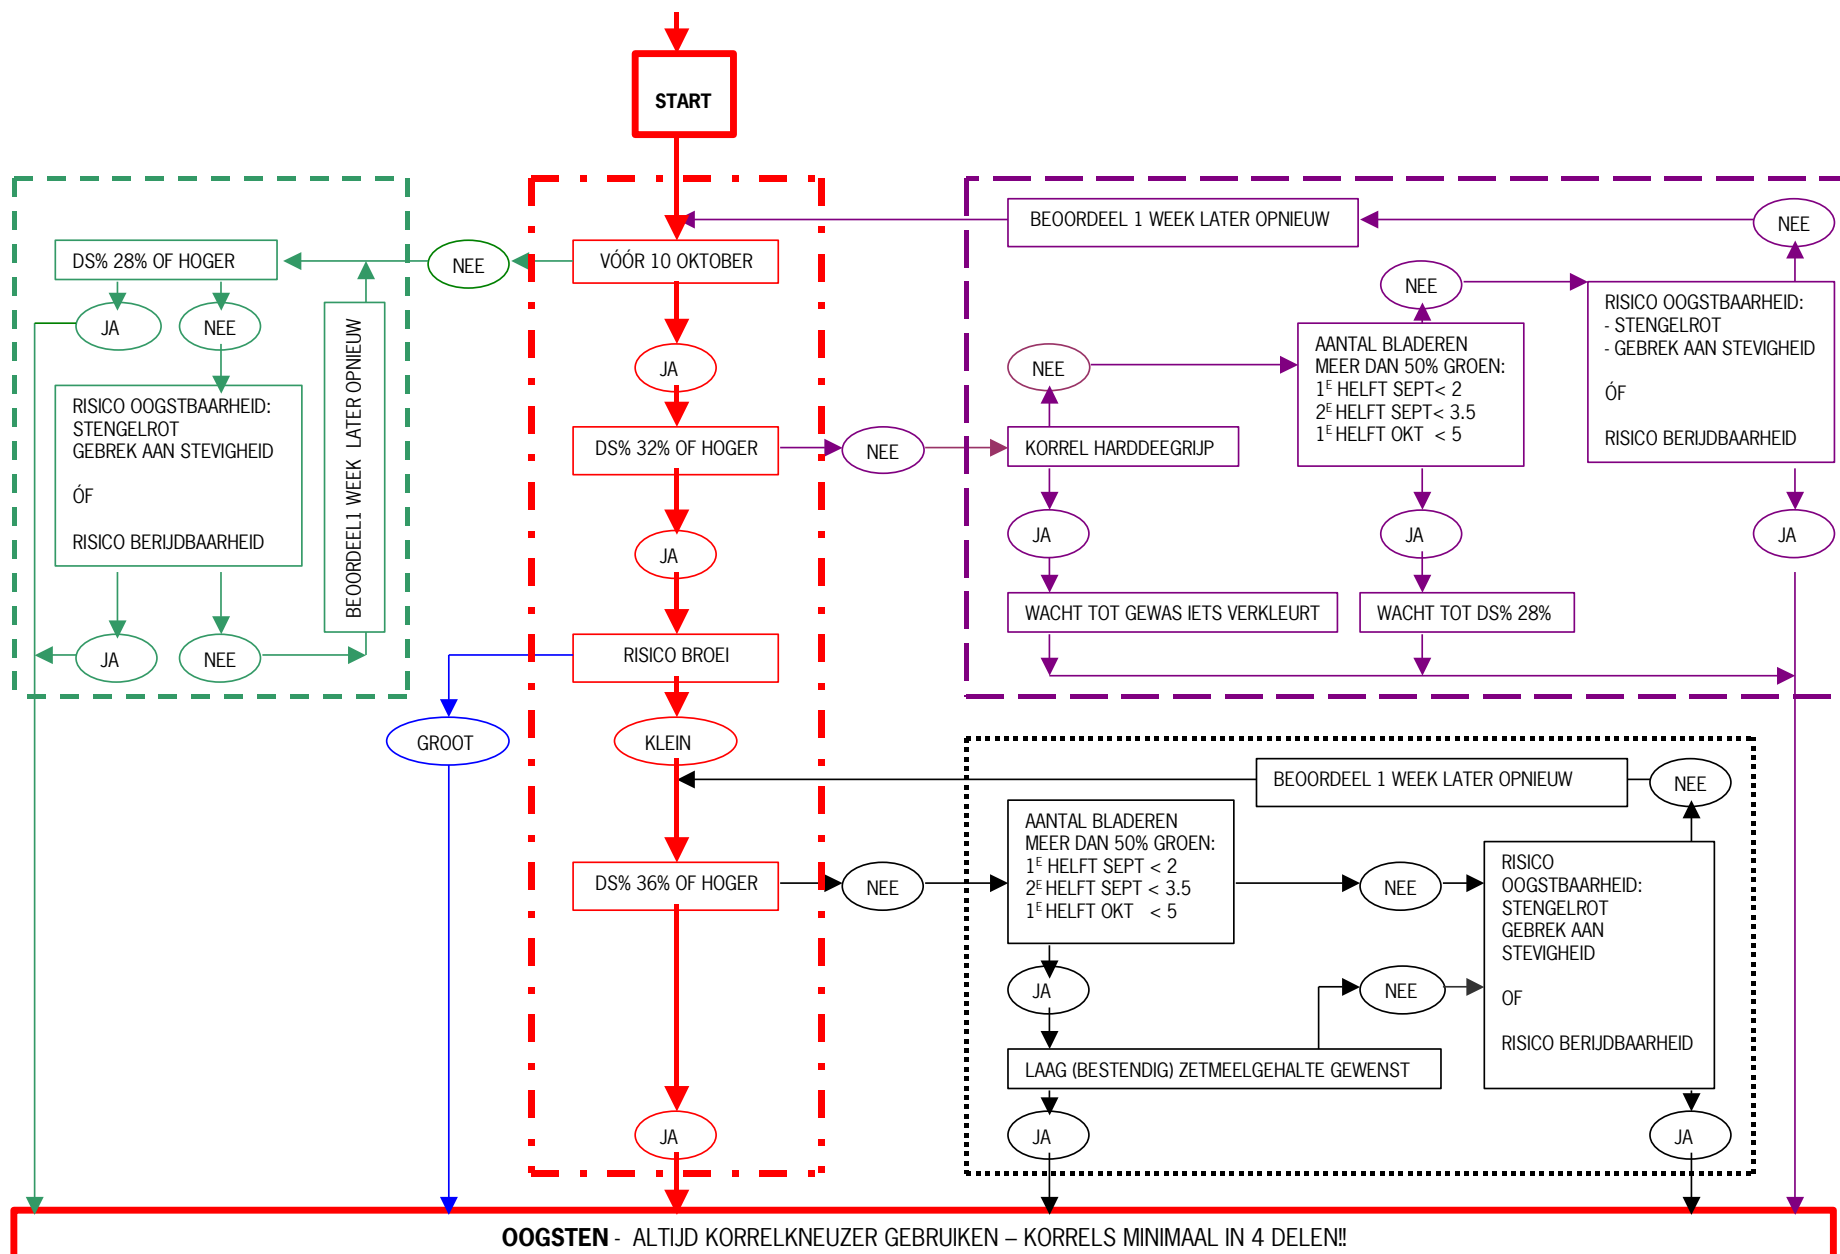 START
DS% 28% OF HOGER
NEE
JA
NEE
RISICO OOGSTBAARHEID:
STENGELROT
GEBREK AAN STEVIGHEID
ÓF
RISICO BERIJDBAARHEID
JA
NEE
BEOORDEEL1 WEEK LATER OPNIEUW
VÓÓR 10 OKTOBER
JA
DS% 32% OF HOGER
NEE
JA
RISICO BROEI
GROOT
KLEIN
DS% 36% OF HOGER
NEE
JA
BEOORDEEL 1 WEEK LATER OPNIEUW
NEE
KORREL HARDDEEGRIJP
NEE
JA
WACHT TOT GEWAS IETS VERKLEURT
AANTAL BLADEREN
MEER DAN 50% GROEN:
1E HELFT SEPT< 2
2E HELFT SEPT< 3.5
1E HELFT OKT < 5
NEE
JA
WACHT TOT DS% 28%
RISICO OOGSTBAARHEID:
- STENGELROT
- GEBREK AAN STEVIGHEID
ÓF
RISICO BERIJDBAARHEID
JA
BEOORDEEL 1 WEEK LATER OPNIEUW
NEE
AANTAL BLADEREN
MEER DAN 50% GROEN:
1E HELFT SEPT < 2
2E HELFT SEPT < 3.5
1E HELFT OKT < 5
NEE
JA
NEE
LAAG (BESTENDIG) ZETMEELGEHALTE GEWENST
JA
RISICO
OOGSTBAARHEID:
STENGELROT
GEBREK AAN
STEVIGHEID
OF
RISICO BERIJDBAARHEID
JA
OOGSTEN - ALTIJD KORRELKNEUZER GEBRUIKEN – KORRELS MINIMAAL IN 4 DELEN!!